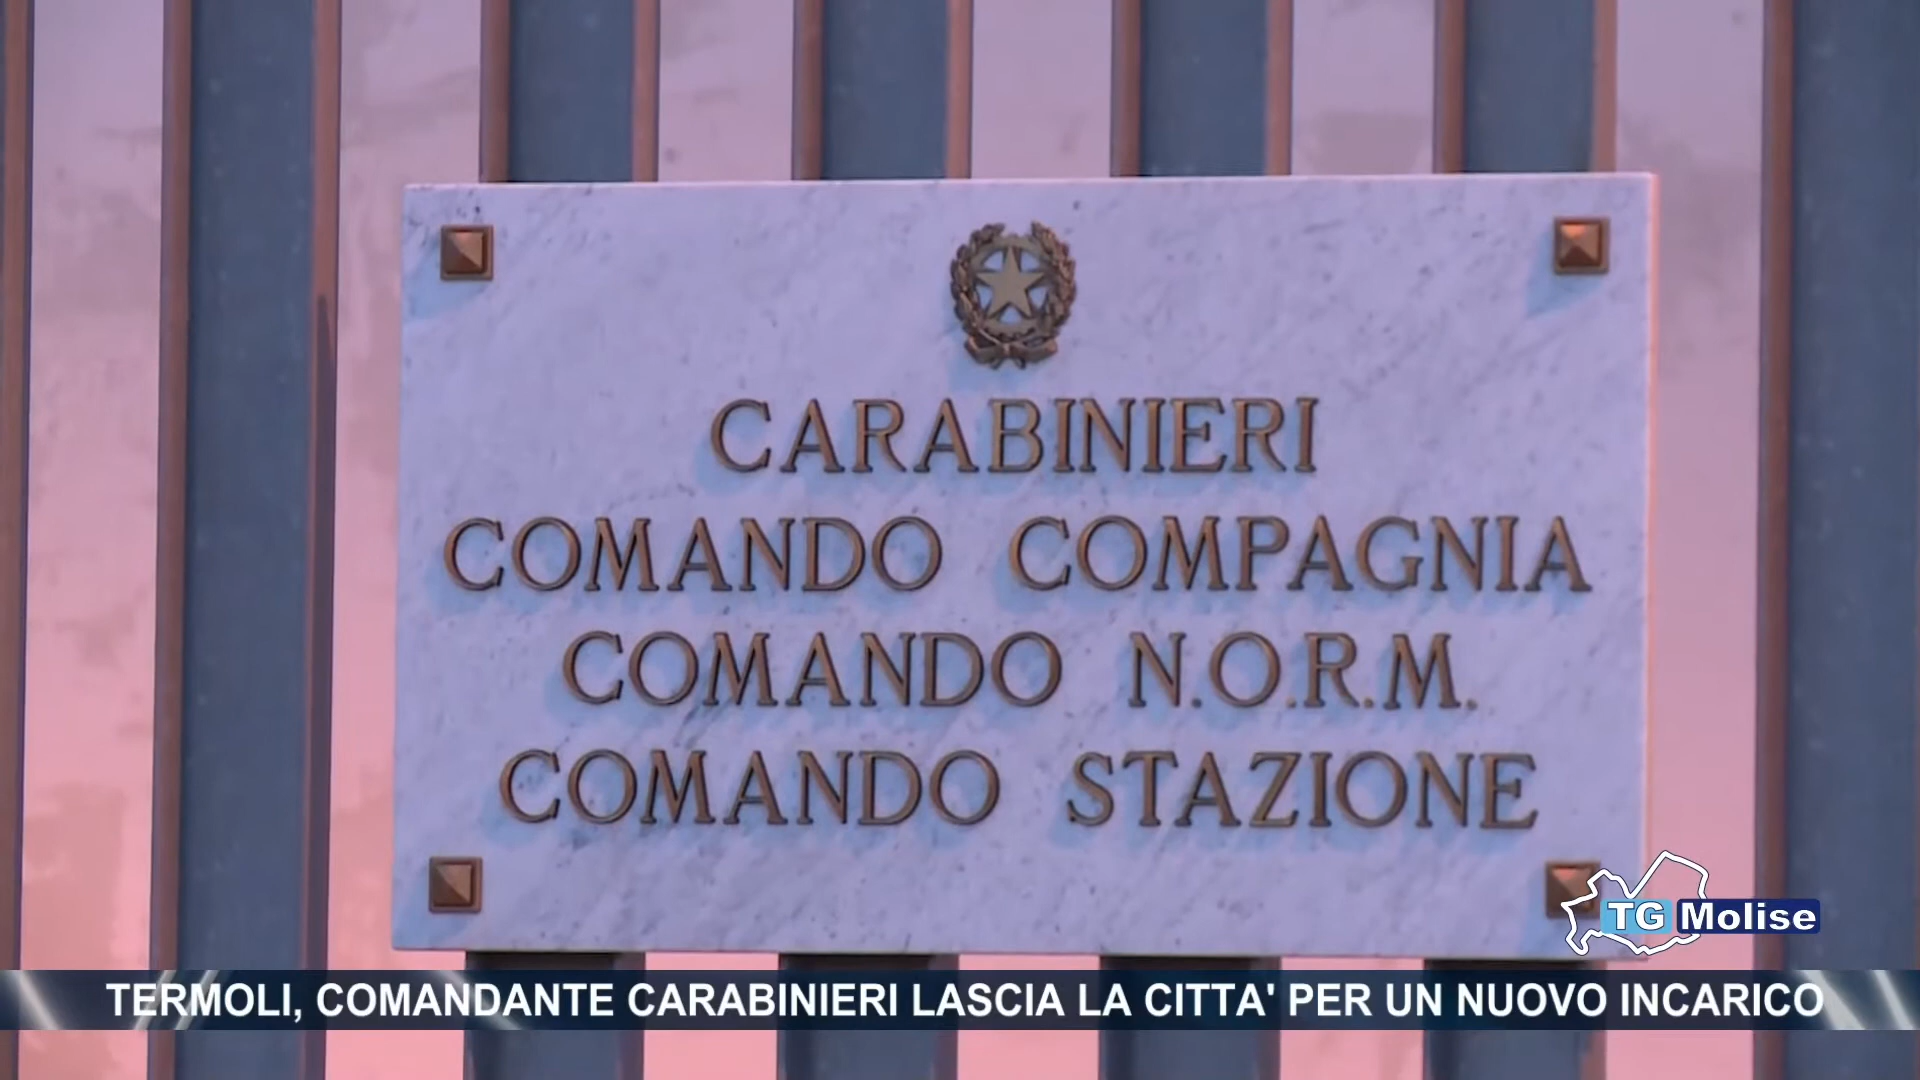 CARABINIERI
COMANDO COMPAGNIA
COMANDO N.O.R.M.
COMANDO STAZIONE
TG Molise
TERMOLI, COMANDANTE CARABINIERI LASCIA LA CITTA' PER UN NUOVO INCARICO